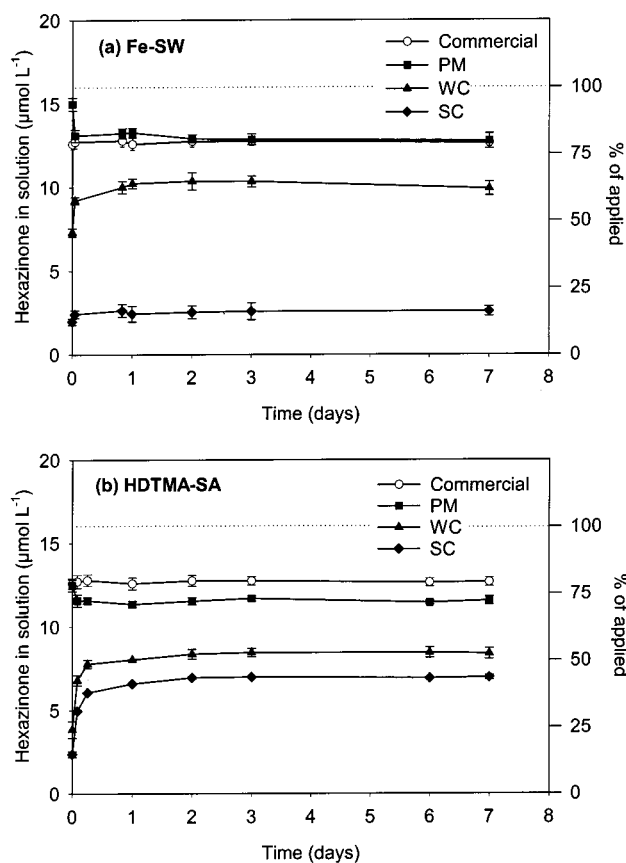 (a) Fe-SW
Commercial
PM
WC
SC
Hexazinone in solution (µmol L⁻¹)
20
15
10
5
0
100
75
50
25
0
% of applied
0 1 2 3 4 5 6 7 8
Time (days)
(b) HDTMA-SA
Commercial
PM
WC
SC
Hexazinone in solution (µmol L⁻¹)
20
15
10
5
0
100
75
50
25
0
% of applied
0 1 2 3 4 5 6 7 8
Time (days)